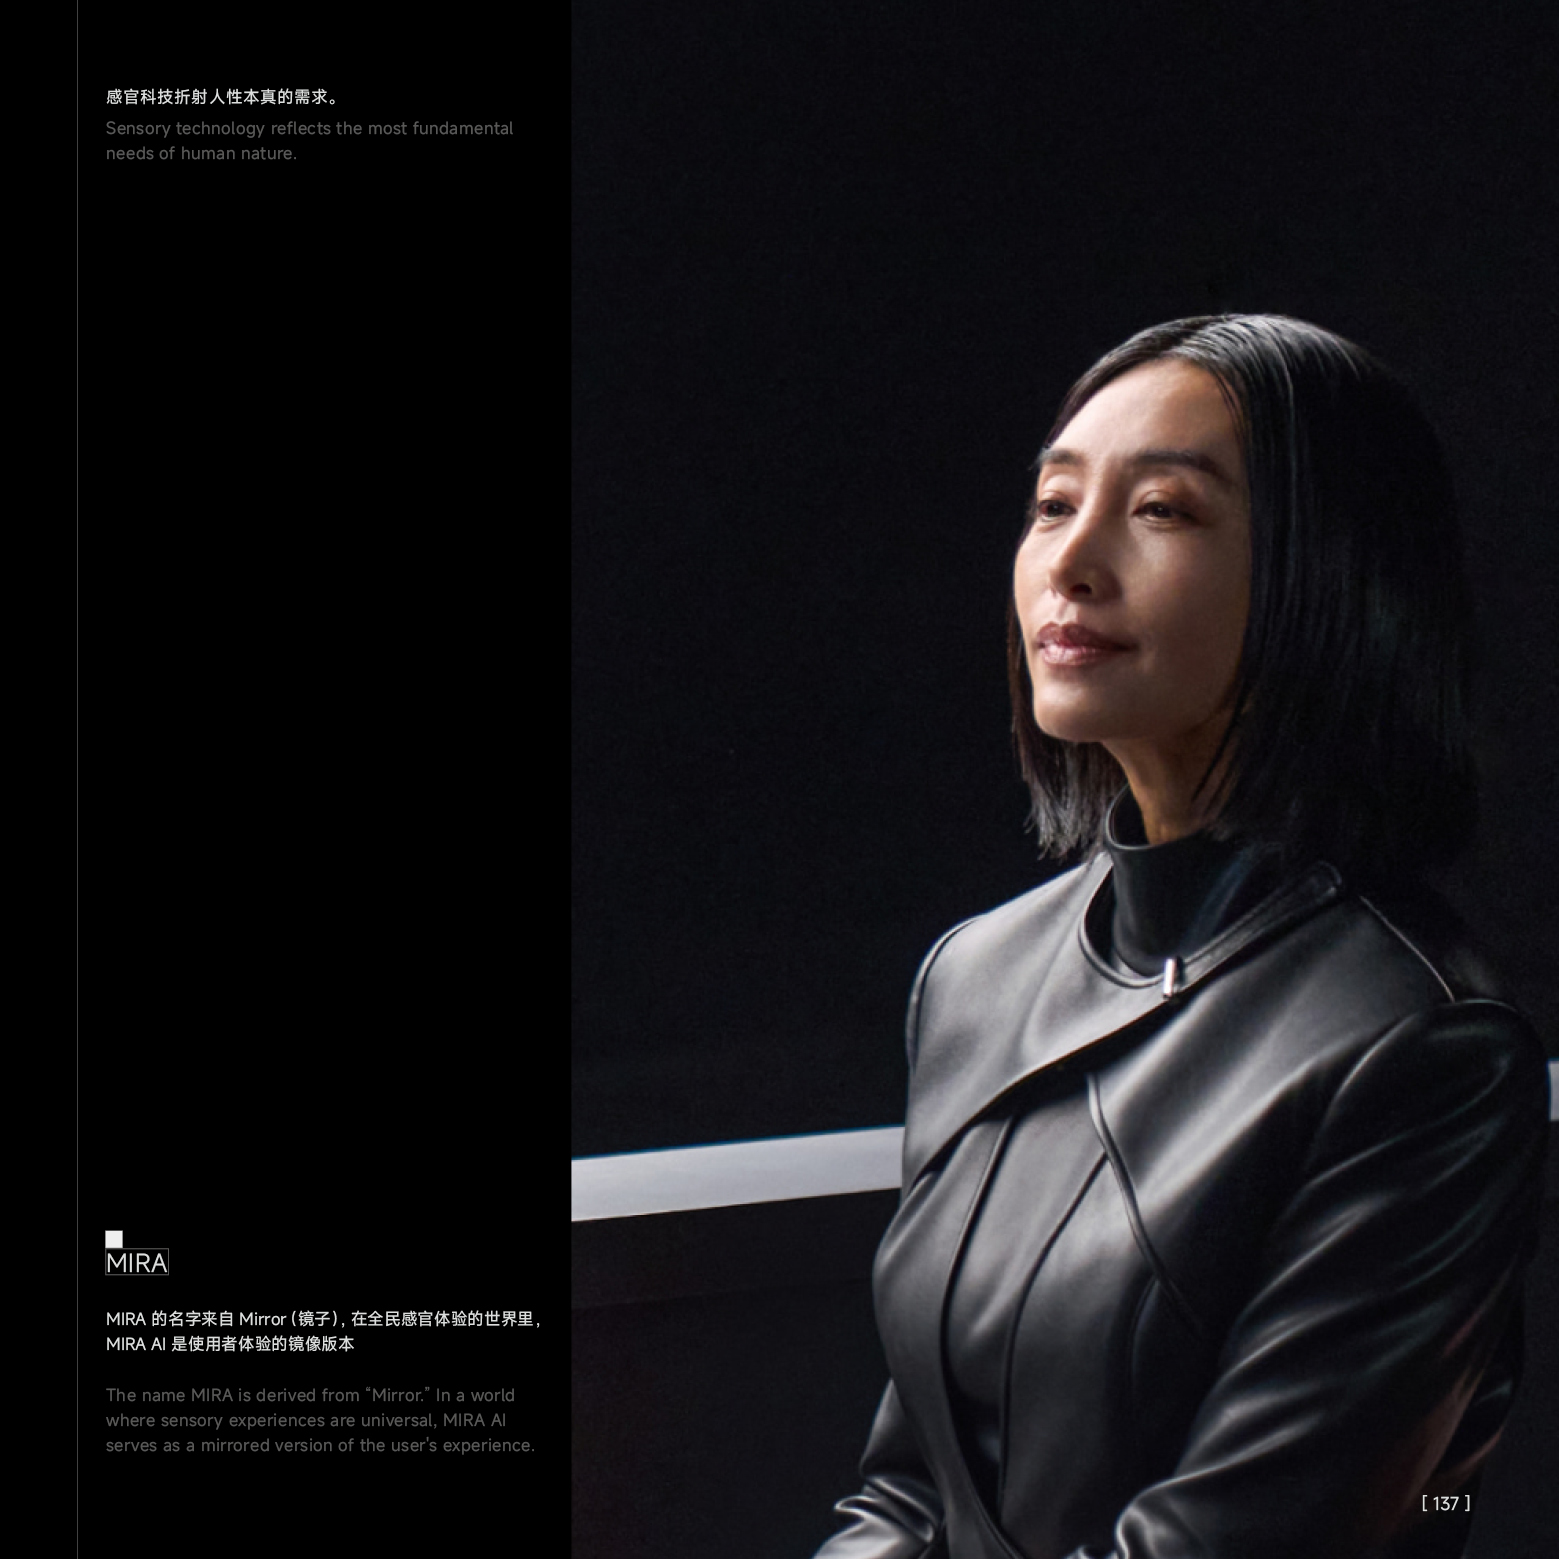 感官科技折射人性本真的需求。
Sensory technology reflects the most fundamental
needs of human nature.
MIRA
MIRA 的名字来自 Mirror (镜子) , 在全民感官体验的世界里,
MIRA AI 是使用者体验的镜像版本
The name MIRA is derived from “Mirror.” In a world
where sensory experiences are universal, MIRA AI
serves as a mirrored version of the user's experience.
[ 137 ]